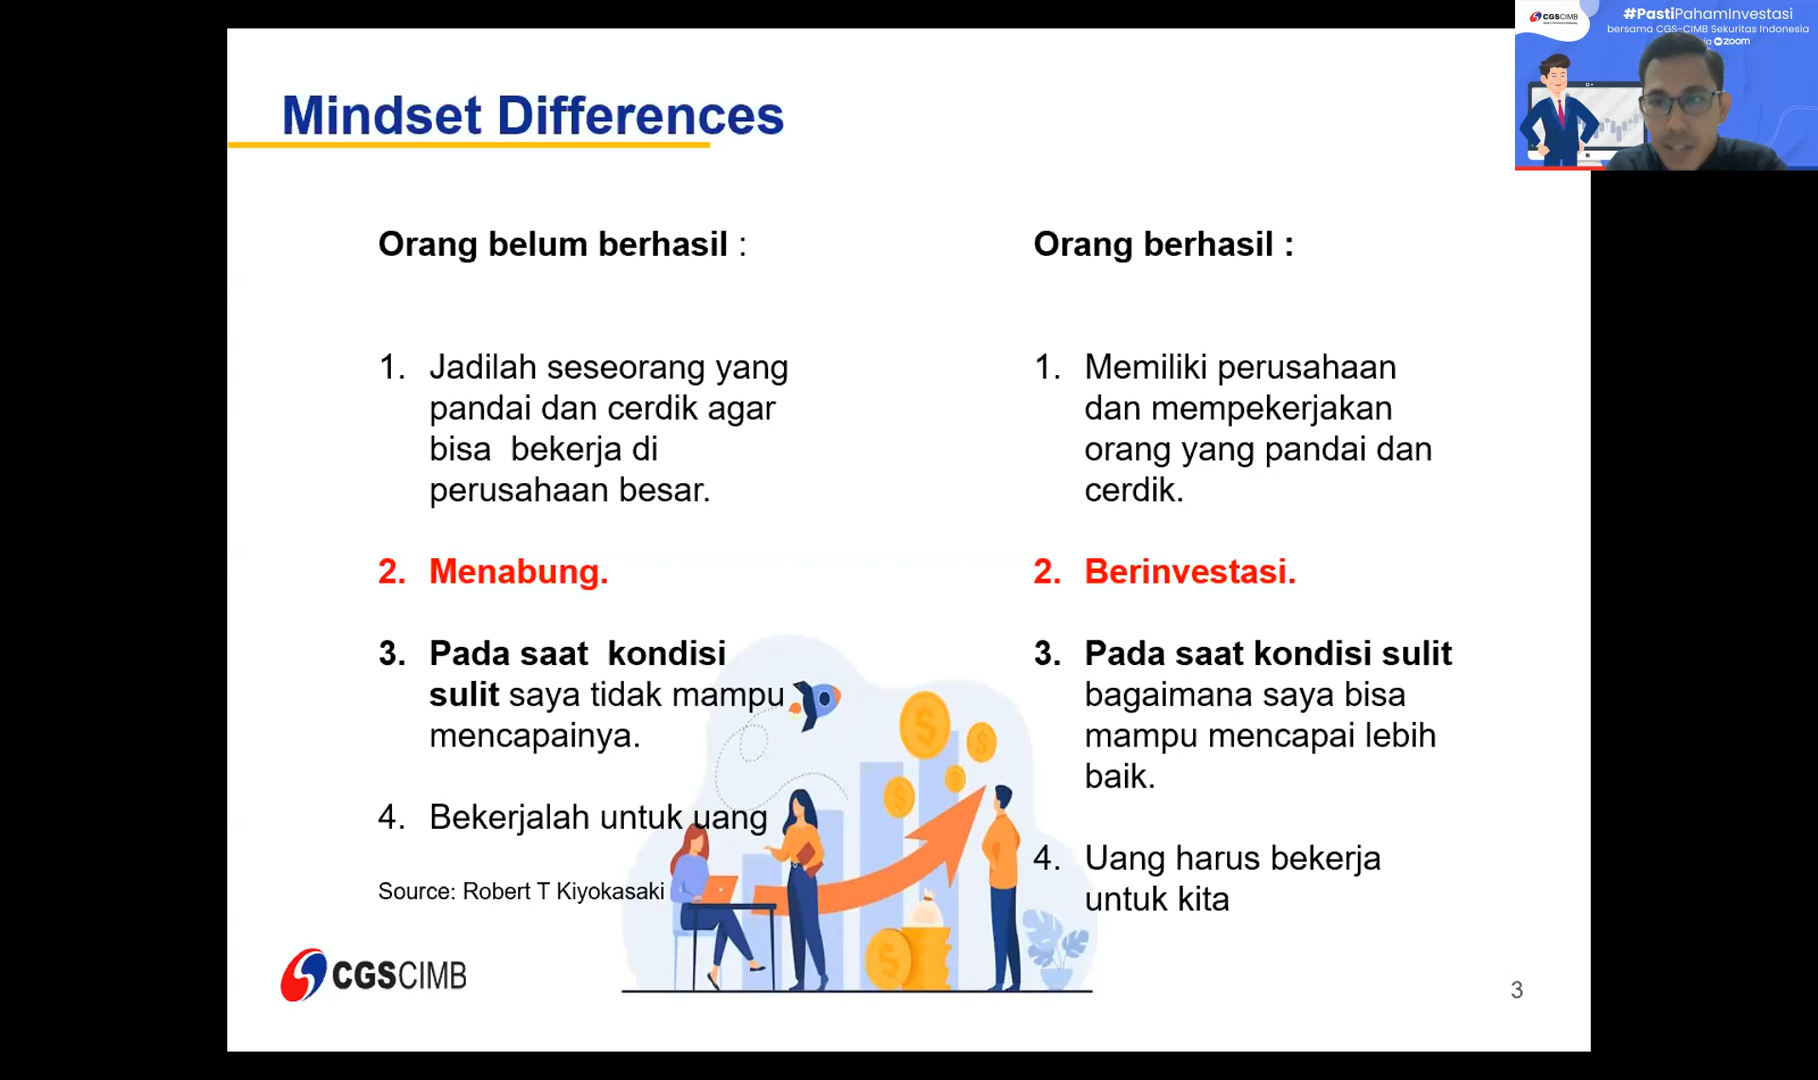 Mindset Differences
Orang belum berhasil :
1. Jadilah seseorang yang
pandai dan cerdik agar
bisa bekerja di
perusahaan besar.
2. Menabung.
3. Pada saat kondisi
sulit saya tidak mampu
mencapainya.
4. Bekerjalah untuk uang
Source: Robert T Kiyokasaki
Orang berhasil :
1. Memiliki perusahaan
dan mempekerjakan
orang yang pandai dan
cerdik.
2. Berinvestasi.
3. Pada saat kondisi sulit
bagaimana saya bisa
mampu mencapai lebih
baik.
4. Uang harus bekerja
untuk kita
CGSCIMB
3
CGSCIMB
#PastiPahamInvestasi
bersama CGS-CIMB Sekuritas Indonesia
zoom